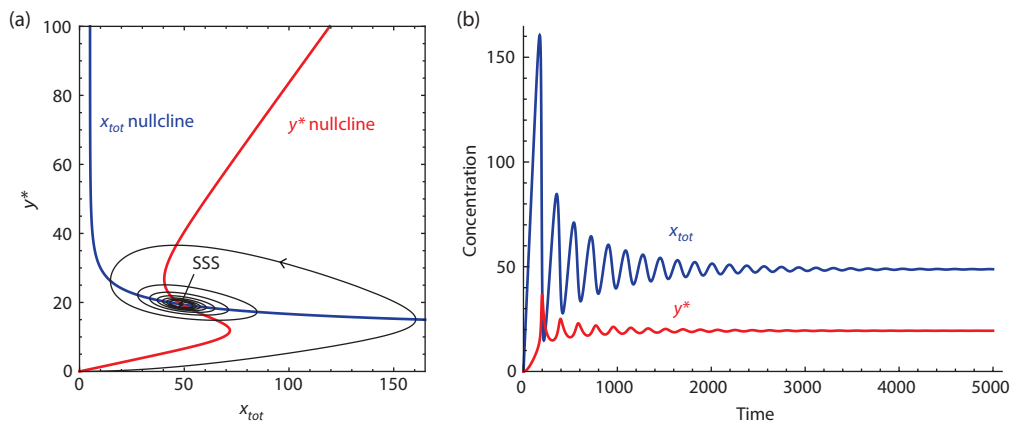 (a)
100
80
60
40
20
0
y*
x_tot nullcline
y* nullcline
SSS
0
50
100
150
x_tot
(b)
150
100
50
0
Concentration
x_tot
y*
0
1000
2000
3000
4000
5000
Time